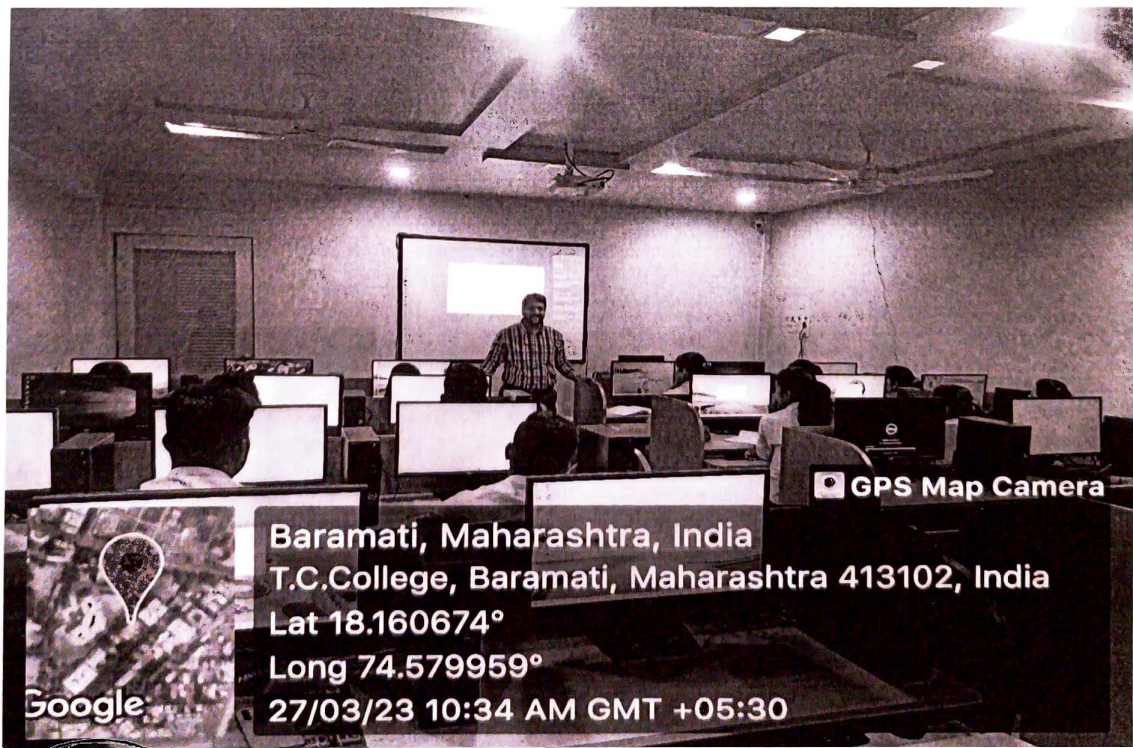 GPS Map Camera
Baramati, Maharashtra, India
T.C.College, Baramati, Maharashtra 413102, India
Lat 18.160674°
Long 74.579959°
27/03/23 10:34 AM GMT +05:30
Google
DELL